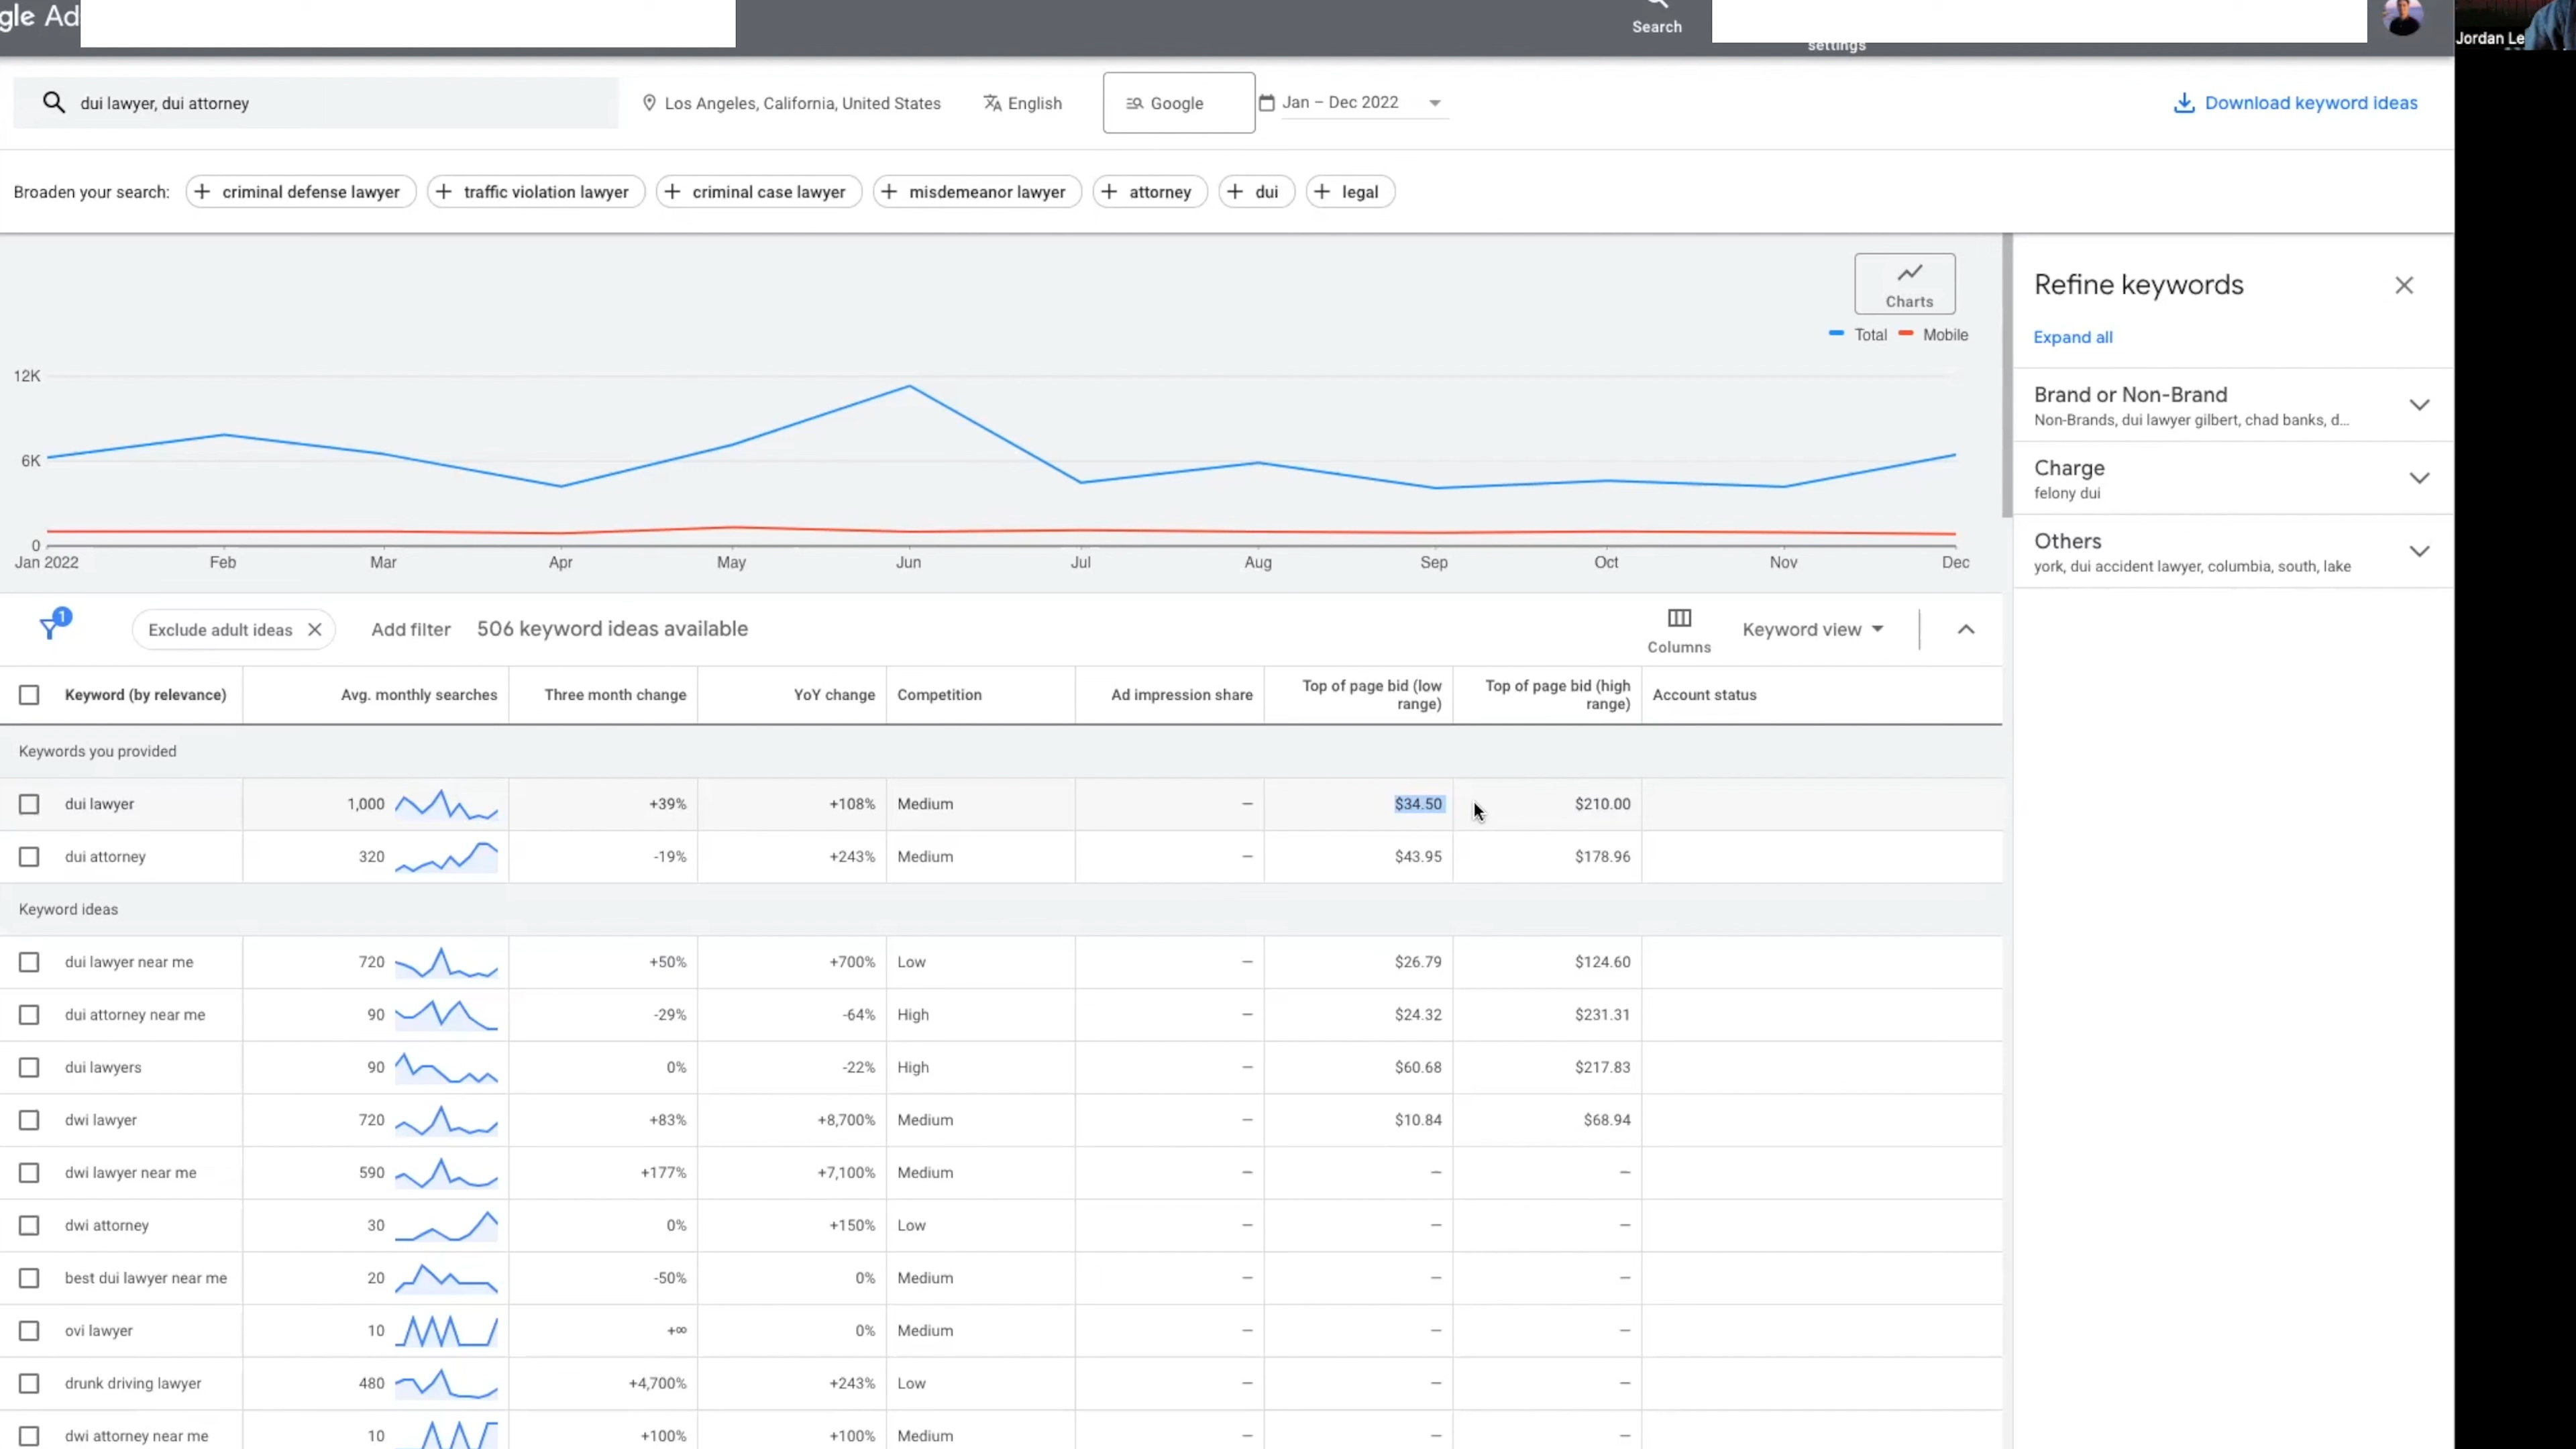 gle Ad
Search
settings
Jordan Le
dui lawyer, dui attorney
Los Angeles, California, United States
English
Google
Jan – Dec 2022
Download keyword ideas
Broaden your search:
criminal defense lawyer
traffic violation lawyer
criminal case lawyer
misdemeanor lawyer
attorney
dui
legal
Charts
Total
Mobile
12K
6K
0
Jan 2022 Feb Mar Apr May Jun Jul Aug Sep Oct Nov Dec
Refine keywords
Expand all
Brand or Non-Brand
Non-Brands, dui lawyer gilbert, chad banks, d...
Charge
felony dui
Others
york, dui accident lawyer, columbia, south, lake
1
Exclude adult ideas
Add filter
506 keyword ideas available
Columns
Keyword view
Keyword (by relevance) Avg. monthly searches Three month change YoY change Competition Ad impression share Top of page bid (low range) Top of page bid (high range) Account status
Keywords you provided
dui lawyer 1,000 +39% +108% Medium – $34.50 $210.00
dui attorney 320 -19% +243% Medium – $43.95 $178.96
Keyword ideas
dui lawyer near me 720 +50% +700% Low – $26.79 $124.60
dui attorney near me 90 -29% -64% High – $24.32 $231.31
dui lawyers 90 0% -22% High – $60.68 $217.83
dwi lawyer 720 +83% +8,700% Medium – $10.84 $68.94
dwi lawyer near me 590 +177% +7,100% Medium – – –
dwi attorney 30 0% +150% Low – – –
best dui lawyer near me 20 -50% 0% Medium – – –
ovi lawyer 10 +∞ 0% Medium – – –
drunk driving lawyer 480 +4,700% +243% Low – – –
dwi attorney near me 10 +100% +100% Medium – – –